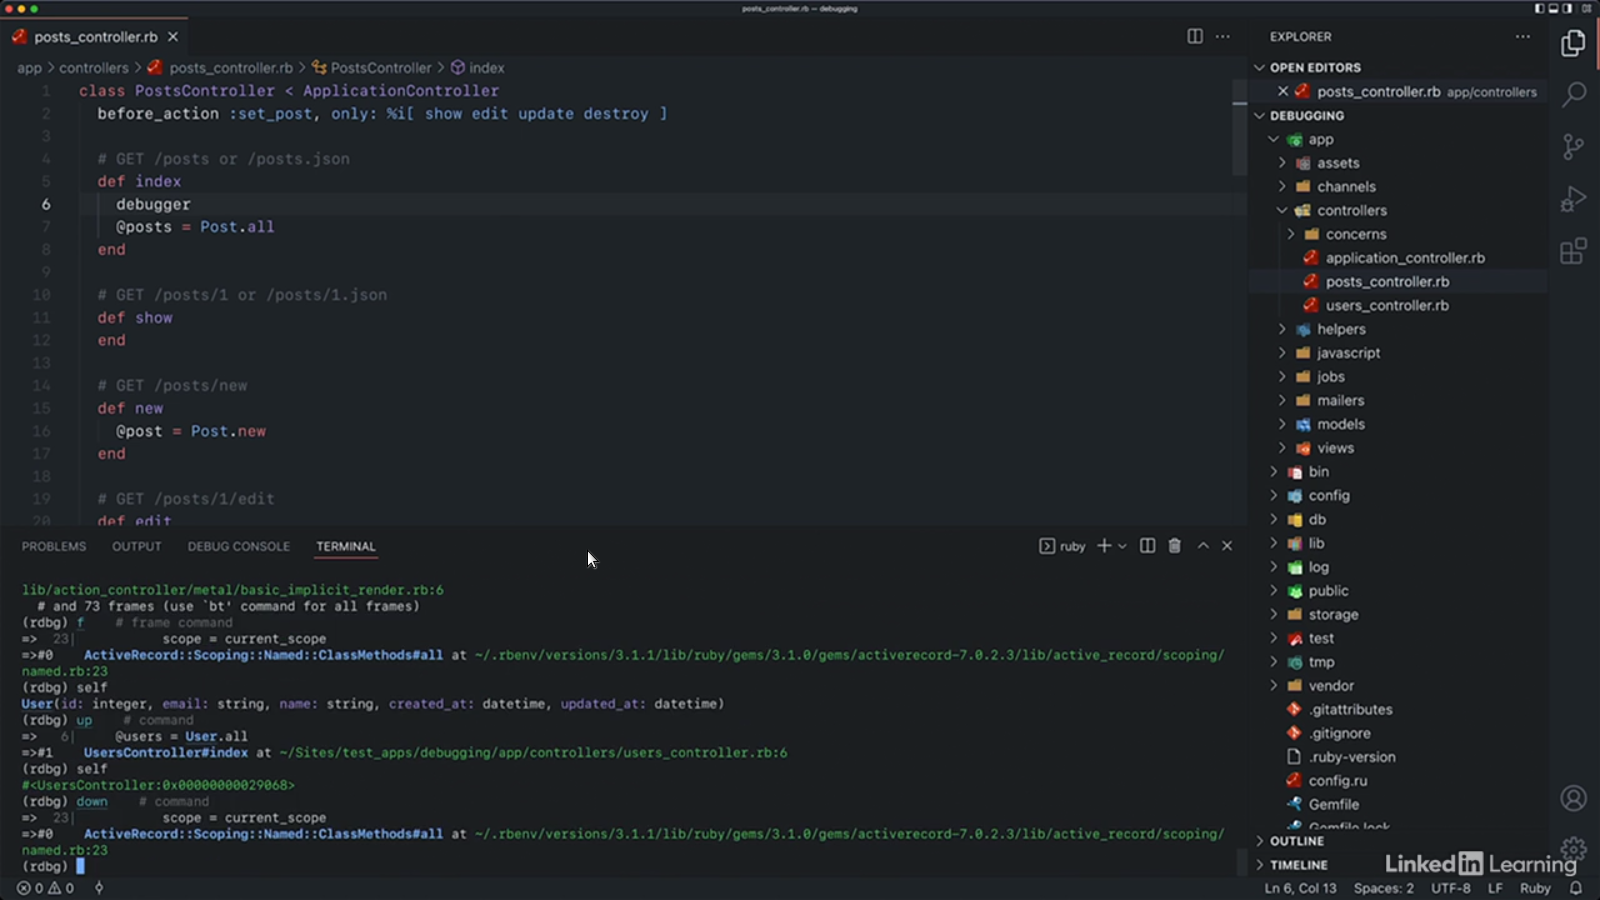 posts_controller.rb — debugging
posts_controller.rb
app > controllers > posts_controller.rb > PostsController > index
1 class PostsController < ApplicationController
2 before_action :set_post, only: %i[ show edit update destroy ]
3
4 # GET /posts or /posts.json
5 def index
6 debugger
7 @posts = Post.all
8 end
9
10 # GET /posts/1 or /posts/1.json
11 def show
12 end
13
14 # GET /posts/new
15 def new
16 @post = Post.new
17 end
18
19 # GET /posts/1/edit
20 def edit
PROBLEMS OUTPUT DEBUG CONSOLE TERMINAL
ruby
lib/action_controller/metal/basic_implicit_render.rb:6
# and 73 frames (use `bt' command for all frames)
(rdbg) f # frame command
=> 23| scope = current_scope
=>#0 ActiveRecord::Scoping::Named::ClassMethods#all at ~/.rbenv/versions/3.1.1/lib/ruby/gems/3.1.0/gems/activerecord-7.0.2.3/lib/active_record/scoping/
named.rb:23
(rdbg) self
User(id: integer, email: string, name: string, created_at: datetime, updated_at: datetime)
(rdbg) up # command
=> 6| @users = User.all
=>#1 UsersController#index at ~/Sites/test_apps/debugging/app/controllers/users_controller.rb:6
(rdbg) self
#<UsersController:0x00000000029068>
(rdbg) down # command
=> 23| scope = current_scope
=>#0 ActiveRecord::Scoping::Named::ClassMethods#all at ~/.rbenv/versions/3.1.1/lib/ruby/gems/3.1.0/gems/activerecord-7.0.2.3/lib/active_record/scoping/
named.rb:23
(rdbg)
EXPLORER
OPEN EDITORS
posts_controller.rb app/controllers
DEBUGGING
app
assets
channels
controllers
concerns
application_controller.rb
posts_controller.rb
users_controller.rb
helpers
javascript
jobs
mailers
models
views
bin
config
db
lib
log
public
storage
test
tmp
vendor
.gitattributes
.gitignore
.ruby-version
config.ru
Gemfile
Gemfile.lock
OUTLINE
TIMELINE
LinkedIn Learning
0 0
Ln 6, Col 13 Spaces: 2 UTF-8 LF Ruby